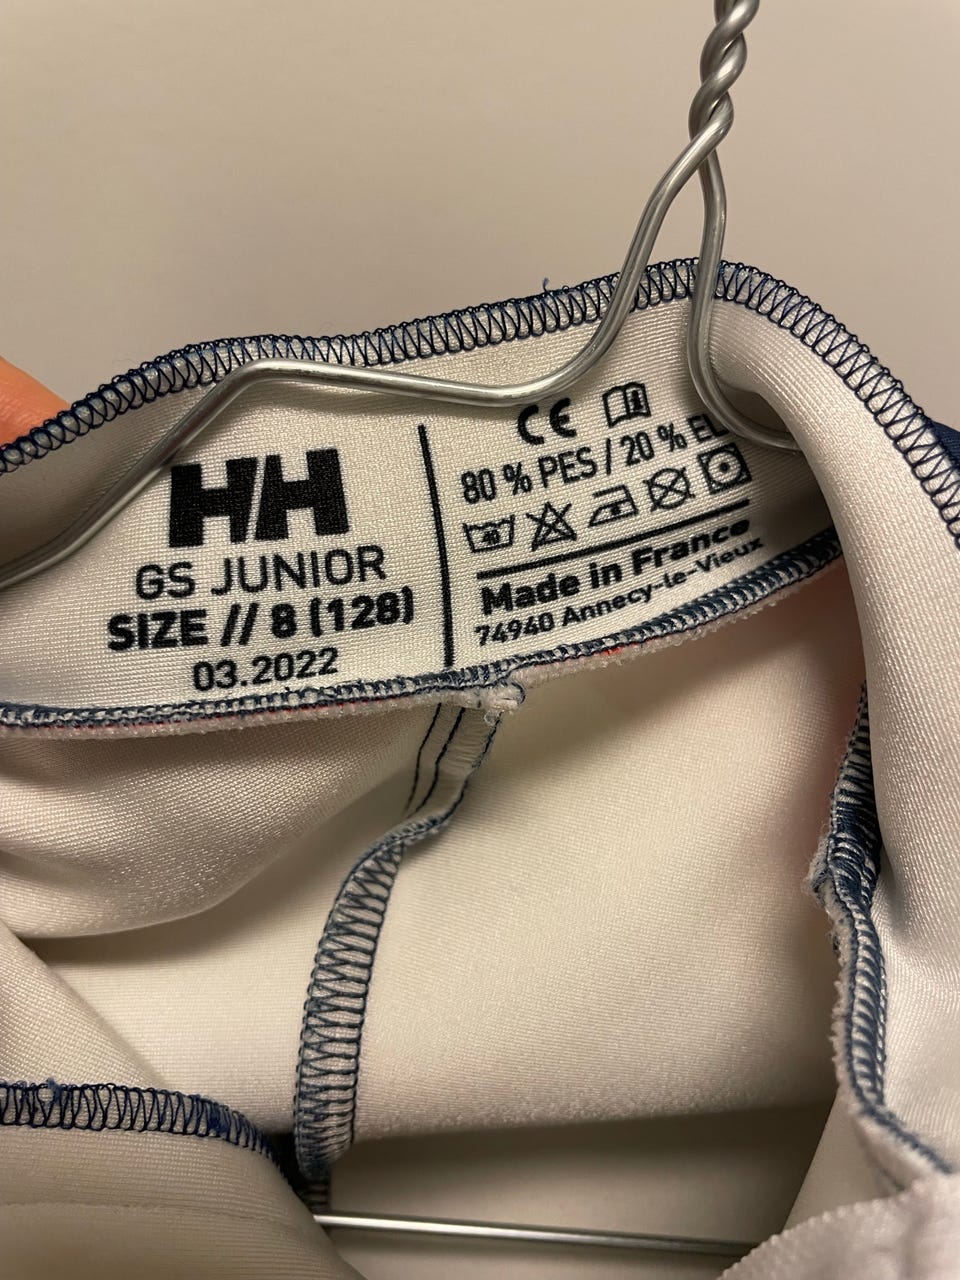 HH
GS JUNIOR
SIZE // 8 (128)
03.2022
CE
80 % PES / 20 % EL
Made in France
74940 Annecy-le-Vieux